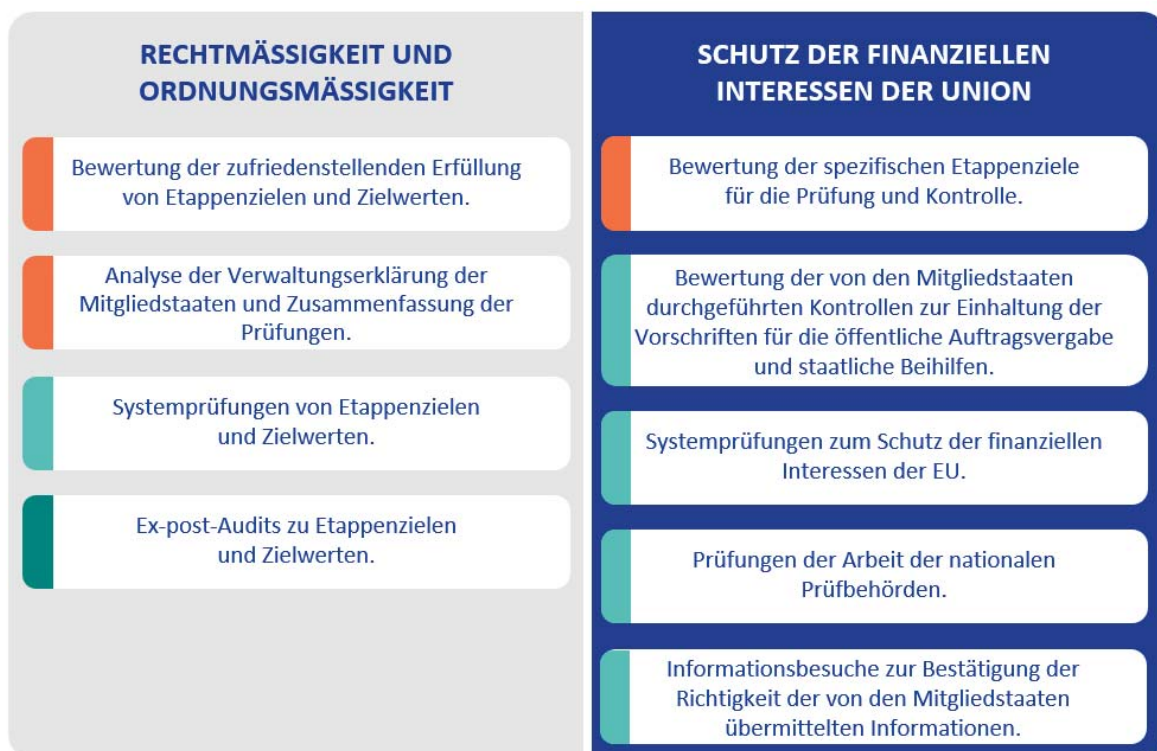 RECHTMÄSSIGKEIT UND
ORDNUNGSMÄSSIGKEIT
Bewertung der zufriedenstellenden Erfüllung
von Etappenzielen und Zielwerten.
Analyse der Verwaltungserklärung der
Mitgliedstaaten und Zusammenfassung der
Prüfungen.
Systemprüfungen von Etappenzielen
und Zielwerten.
Ex-post-Audits zu Etappenzielen
und Zielwerten.
SCHUTZ DER FINANZIELLEN
INTERESSEN DER UNION
Bewertung der spezifischen Etappenziele
für die Prüfung und Kontrolle.
Bewertung der von den Mitgliedstaaten
durchgeführten Kontrollen zur Einhaltung der
Vorschriften für die öffentliche Auftragsvergabe
und staatliche Beihilfen.
Systemprüfungen zum Schutz der finanziellen
Interessen der EU.
Prüfungen der Arbeit der nationalen
Prüfbehörden.
Informationsbesuche zur Bestätigung der
Richtigkeit der von den Mitgliedstaaten
übermittelten Informationen.